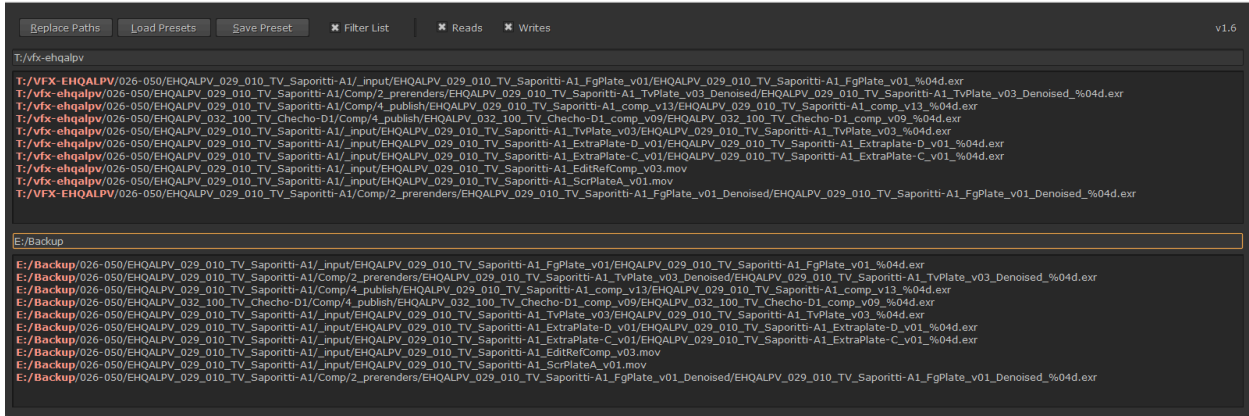 Replace Paths Load Presets Save Preset Filter List Reads Writes v1.6
T:/vfx-ehqalpv
T:/VFX-EHQALPV/026-050/EHQALPV_029_010_TV_Saporitti-A1/_input/EHQALPV_029_010_TV_Saporitti-A1_FgPlate_v01/EHQALPV_029_010_TV_Saporitti-A1_FgPlate_v01_%04d.exr
T:/vfx-ehqalpv/026-050/EHQALPV_029_010_TV_Saporitti-A1/Comp/2_prerenders/EHQALPV_029_010_TV_Saporitti-A1_TvPlate_v03_Denoised/EHQALPV_029_010_TV_Saporitti-A1_TvPlate_v03_Denoised_%04d.exr
T:/vfx-ehqalpv/026-050/EHQALPV_029_010_TV_Saporitti-A1/Comp/4_publish/EHQALPV_029_010_TV_Saporitti-A1_comp_v13/EHQALPV_029_010_TV_Saporitti-A1_comp_v13_%04d.exr
T:/vfx-ehqalpv/026-050/EHQALPV_032_100_TV_Checho-D1/Comp/4_publish/EHQALPV_032_100_TV_Checho-D1_comp_v09/EHQALPV_032_100_TV_Checho-D1_comp_v09_%04d.exr
T:/vfx-ehqalpv/026-050/EHQALPV_029_010_TV_Saporitti-A1/_input/EHQALPV_029_010_TV_Saporitti-A1_TvPlate_v03/EHQALPV_029_010_TV_Saporitti-A1_TvPlate_v03_%04d.exr
T:/vfx-ehqalpv/026-050/EHQALPV_029_010_TV_Saporitti-A1/_input/EHQALPV_029_010_TV_Saporitti-A1_ExtraPlate-D_v01/EHQALPV_029_010_TV_Saporitti-A1_Extraplate-D_v01_%04d.exr
T:/vfx-ehqalpv/026-050/EHQALPV_029_010_TV_Saporitti-A1/_input/EHQALPV_029_010_TV_Saporitti-A1_ExtraPlate-C_v01/EHQALPV_029_010_TV_Saporitti-A1_ExtraPlate-C_v01_%04d.exr
T:/vfx-ehqalpv/026-050/EHQALPV_029_010_TV_Saporitti-A1/_input/EHQALPV_029_010_TV_Saporitti-A1_EditRefComp_v03.mov
T:/vfx-ehqalpv/026-050/EHQALPV_029_010_TV_Saporitti-A1/_input/EHQALPV_029_010_TV_Saporitti-A1_ScrPlateA_v01.mov
T:/VFX-EHQALPV/026-050/EHQALPV_029_010_TV_Saporitti-A1/Comp/2_prerenders/EHQALPV_029_010_TV_Saporitti-A1_FgPlate_v01_Denoised/EHQALPV_029_010_TV_Saporitti-A1_FgPlate_v01_Denoised_%04d.exr
E:/Backup
E:/Backup/026-050/EHQALPV_029_010_TV_Saporitti-A1/_input/EHQALPV_029_010_TV_Saporitti-A1_FgPlate_v01/EHQALPV_029_010_TV_Saporitti-A1_FgPlate_v01_%04d.exr
E:/Backup/026-050/EHQALPV_029_010_TV_Saporitti-A1/Comp/2_prerenders/EHQALPV_029_010_TV_Saporitti-A1_TvPlate_v03_Denoised/EHQALPV_029_010_TV_Saporitti-A1_TvPlate_v03_Denoised_%04d.exr
E:/Backup/026-050/EHQALPV_029_010_TV_Saporitti-A1/Comp/4_publish/EHQALPV_029_010_TV_Saporitti-A1_comp_v13/EHQALPV_029_010_TV_Saporitti-A1_comp_v13_%04d.exr
E:/Backup/026-050/EHQALPV_032_100_TV_Checho-D1/Comp/4_publish/EHQALPV_032_100_TV_Checho-D1_comp_v09/EHQALPV_032_100_TV_Checho-D1_comp_v09_%04d.exr
E:/Backup/026-050/EHQALPV_029_010_TV_Saporitti-A1/_input/EHQALPV_029_010_TV_Saporitti-A1_TvPlate_v03/EHQALPV_029_010_TV_Saporitti-A1_TvPlate_v03_%04d.exr
E:/Backup/026-050/EHQALPV_029_010_TV_Saporitti-A1/_input/EHQALPV_029_010_TV_Saporitti-A1_ExtraPlate-D_v01/EHQALPV_029_010_TV_Saporitti-A1_Extraplate-D_v01_%04d.exr
E:/Backup/026-050/EHQALPV_029_010_TV_Saporitti-A1/_input/EHQALPV_029_010_TV_Saporitti-A1_ExtraPlate-C_v01/EHQALPV_029_010_TV_Saporitti-A1_ExtraPlate-C_v01_%04d.exr
E:/Backup/026-050/EHQALPV_029_010_TV_Saporitti-A1/_input/EHQALPV_029_010_TV_Saporitti-A1_EditRefComp_v03.mov
E:/Backup/026-050/EHQALPV_029_010_TV_Saporitti-A1/_input/EHQALPV_029_010_TV_Saporitti-A1_ScrPlateA_v01.mov
E:/Backup/026-050/EHQALPV_029_010_TV_Saporitti-A1/Comp/2_prerenders/EHQALPV_029_010_TV_Saporitti-A1_FgPlate_v01_Denoised/EHQALPV_029_010_TV_Saporitti-A1_FgPlate_v01_Denoised_%04d.exr